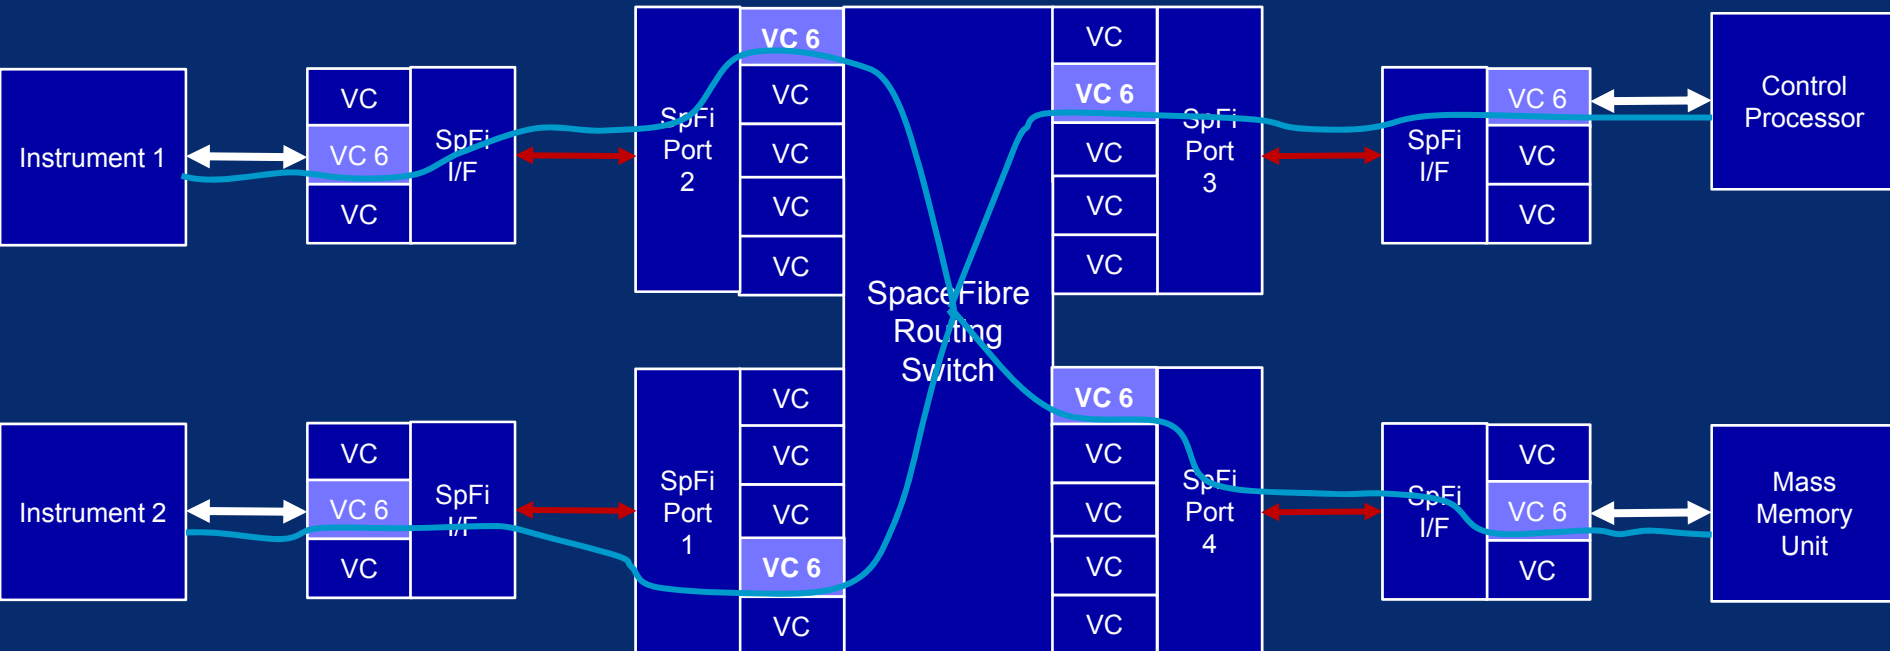 Instrument 1
VC
VC 6
VC
SpFi
I/F
SpFi
Port
2
VC 6
VC
VC
VC
VC
SpaceFibre
Routing
Switch
VC
VC 6
VC
VC
VC
SpFi
Port
3
SpFi
I/F
VC 6
VC
VC
Control
Processor
Instrument 2
VC
VC 6
VC
SpFi
I/F
SpFi
Port
1
VC
VC
VC
VC 6
VC
VC 6
VC
VC
VC
VC
SpFi
Port
4
SpFi
I/F
VC
VC 6
VC
Mass
Memory
Unit